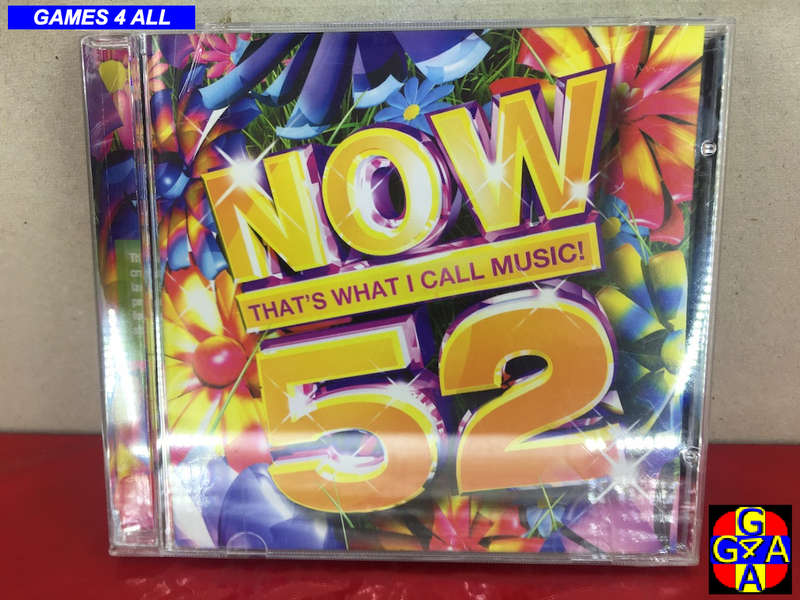 GAMES 4 ALL
NOW
THAT'S WHAT I CALL MUSIC!
52
G
G4A
A